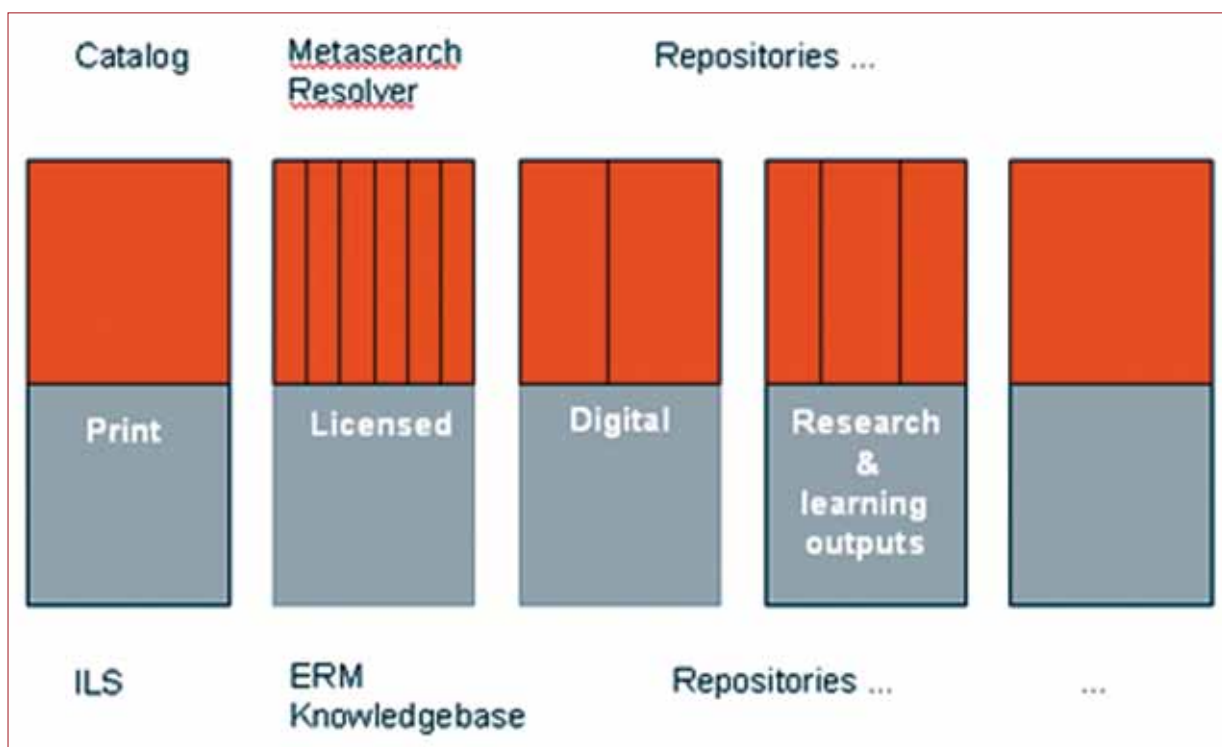 Catalog
Metasearch
Resolver
Repositories ...
Print
Licensed
Digital
Research
&
learning
outputs
ILS
ERM
Knowledgebase
Repositories ...
...